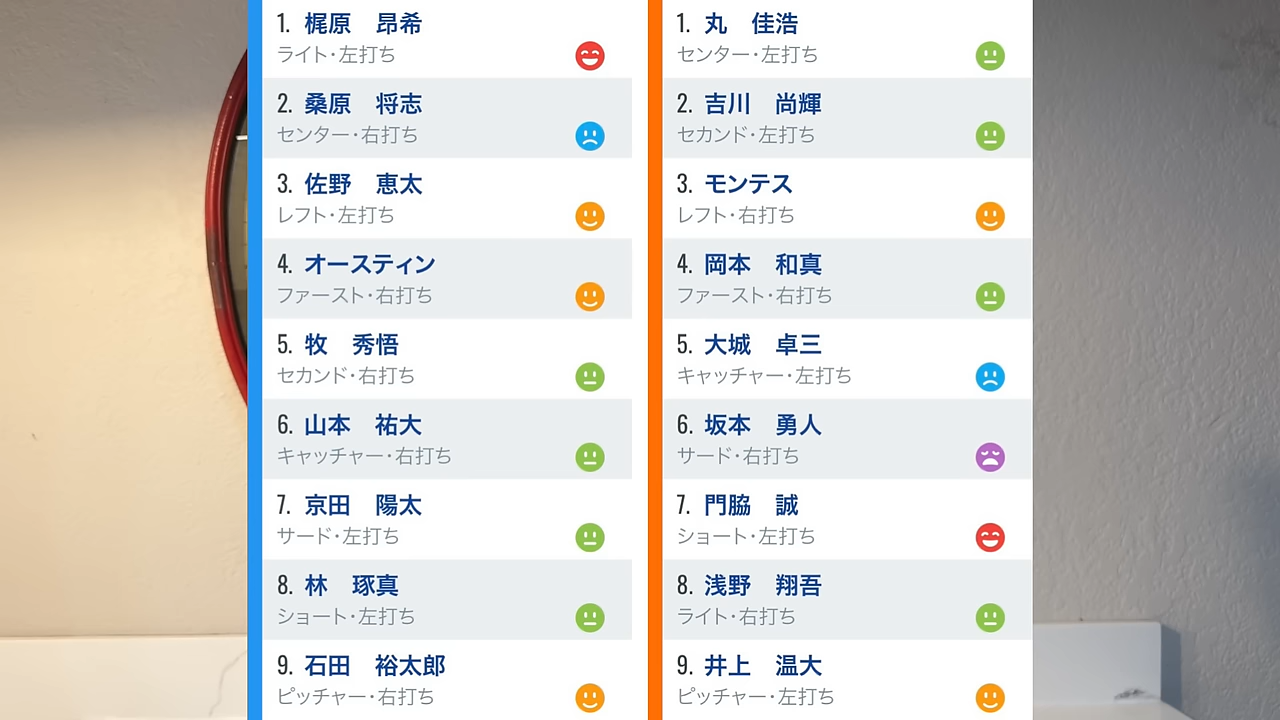 1. 梶原 昂希
ライト・左打ち
2. 桑原 将志
センター・右打ち
3. 佐野 恵太
レフト・左打ち
4. オースティン
ファースト・右打ち
5. 牧 秀悟
セカンド・右打ち
6. 山本 祐大
キャッチャー・右打ち
7. 京田 陽太
サード・左打ち
8. 林 琢真
ショート・左打ち
9. 石田 裕太郎
ピッチャー・右打ち
1. 丸 佳浩
センター・左打ち
2. 吉川 尚輝
セカンド・左打ち
3. モンテス
レフト・右打ち
4. 岡本 和真
ファースト・右打ち
5. 大城 卓三
キャッチャー・左打ち
6. 坂本 勇人
サード・右打ち
7. 門脇 誠
ショート・左打ち
8. 浅野 翔吾
ライト・右打ち
9. 井上 温大
ピッチャー・左打ち